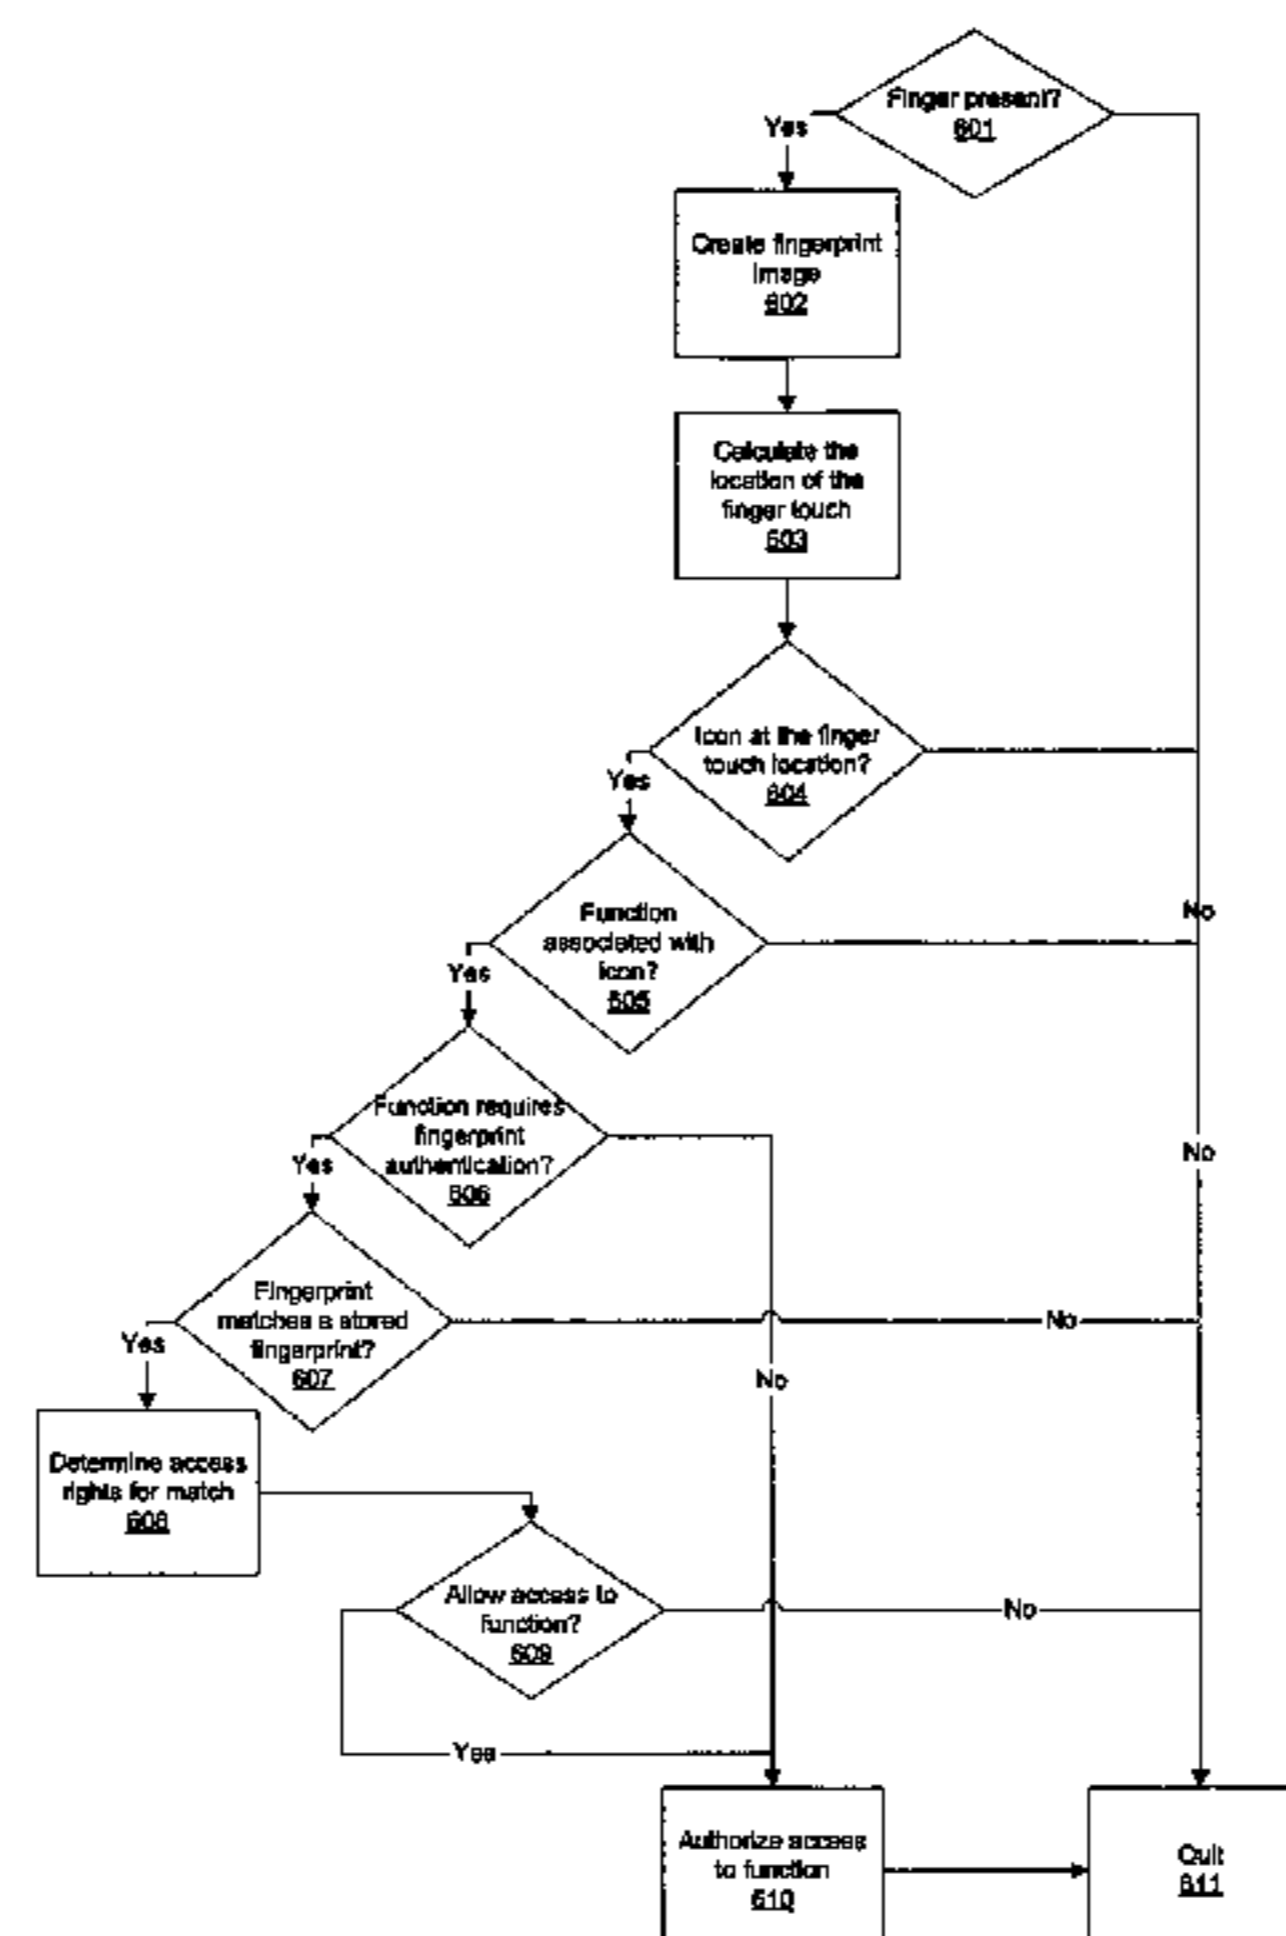 Finger present?
601
Yes
Create fingerprint
image
602
Calculate the
location of the
finger touch
603
Icon at the finger
touch location?
604
Yes
Function
associated with
icon?
605
No
Yes
Function requires
fingerprint
authentication?
606
No
Yes
Fingerprint
matches a stored
fingerprint?
607
No
Yes
No
Determine access
rights for match
608
Allow access to
function?
609
No
Yes
Authorize access
to function
610
Quit
611